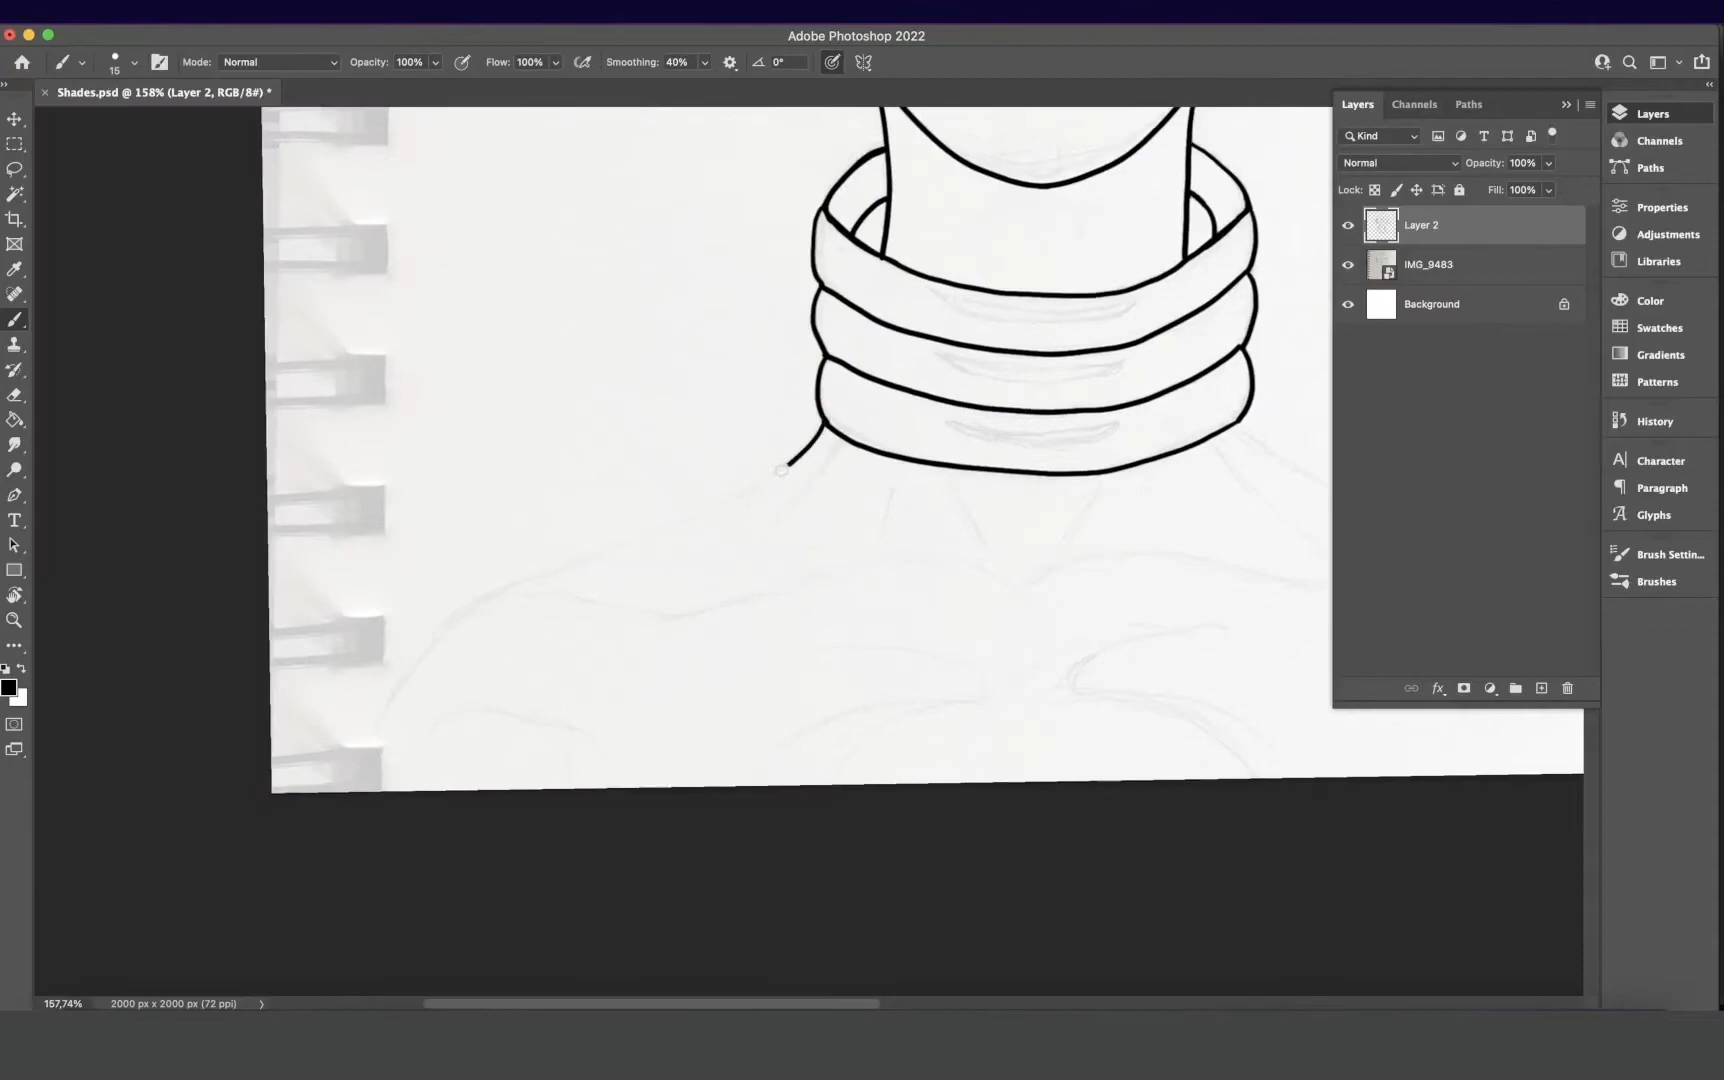 Adobe Photoshop 2022
15
Mode: Normal
Opacity: 100%
Flow: 100%
Smoothing: 40%
0°
Shades.psd @ 158% (Layer 2, RGB/8#) *
Layers
Channels
Paths
Kind
Normal
Opacity: 100%
Lock:
Fill: 100%
Layer 2
IMG_9483
Background
Layers
Channels
Paths
Properties
Adjustments
Libraries
Color
Swatches
Gradients
Patterns
History
Character
Paragraph
Glyphs
Brush Settin...
Brushes
157,74%
2000 px x 2000 px (72 ppi)